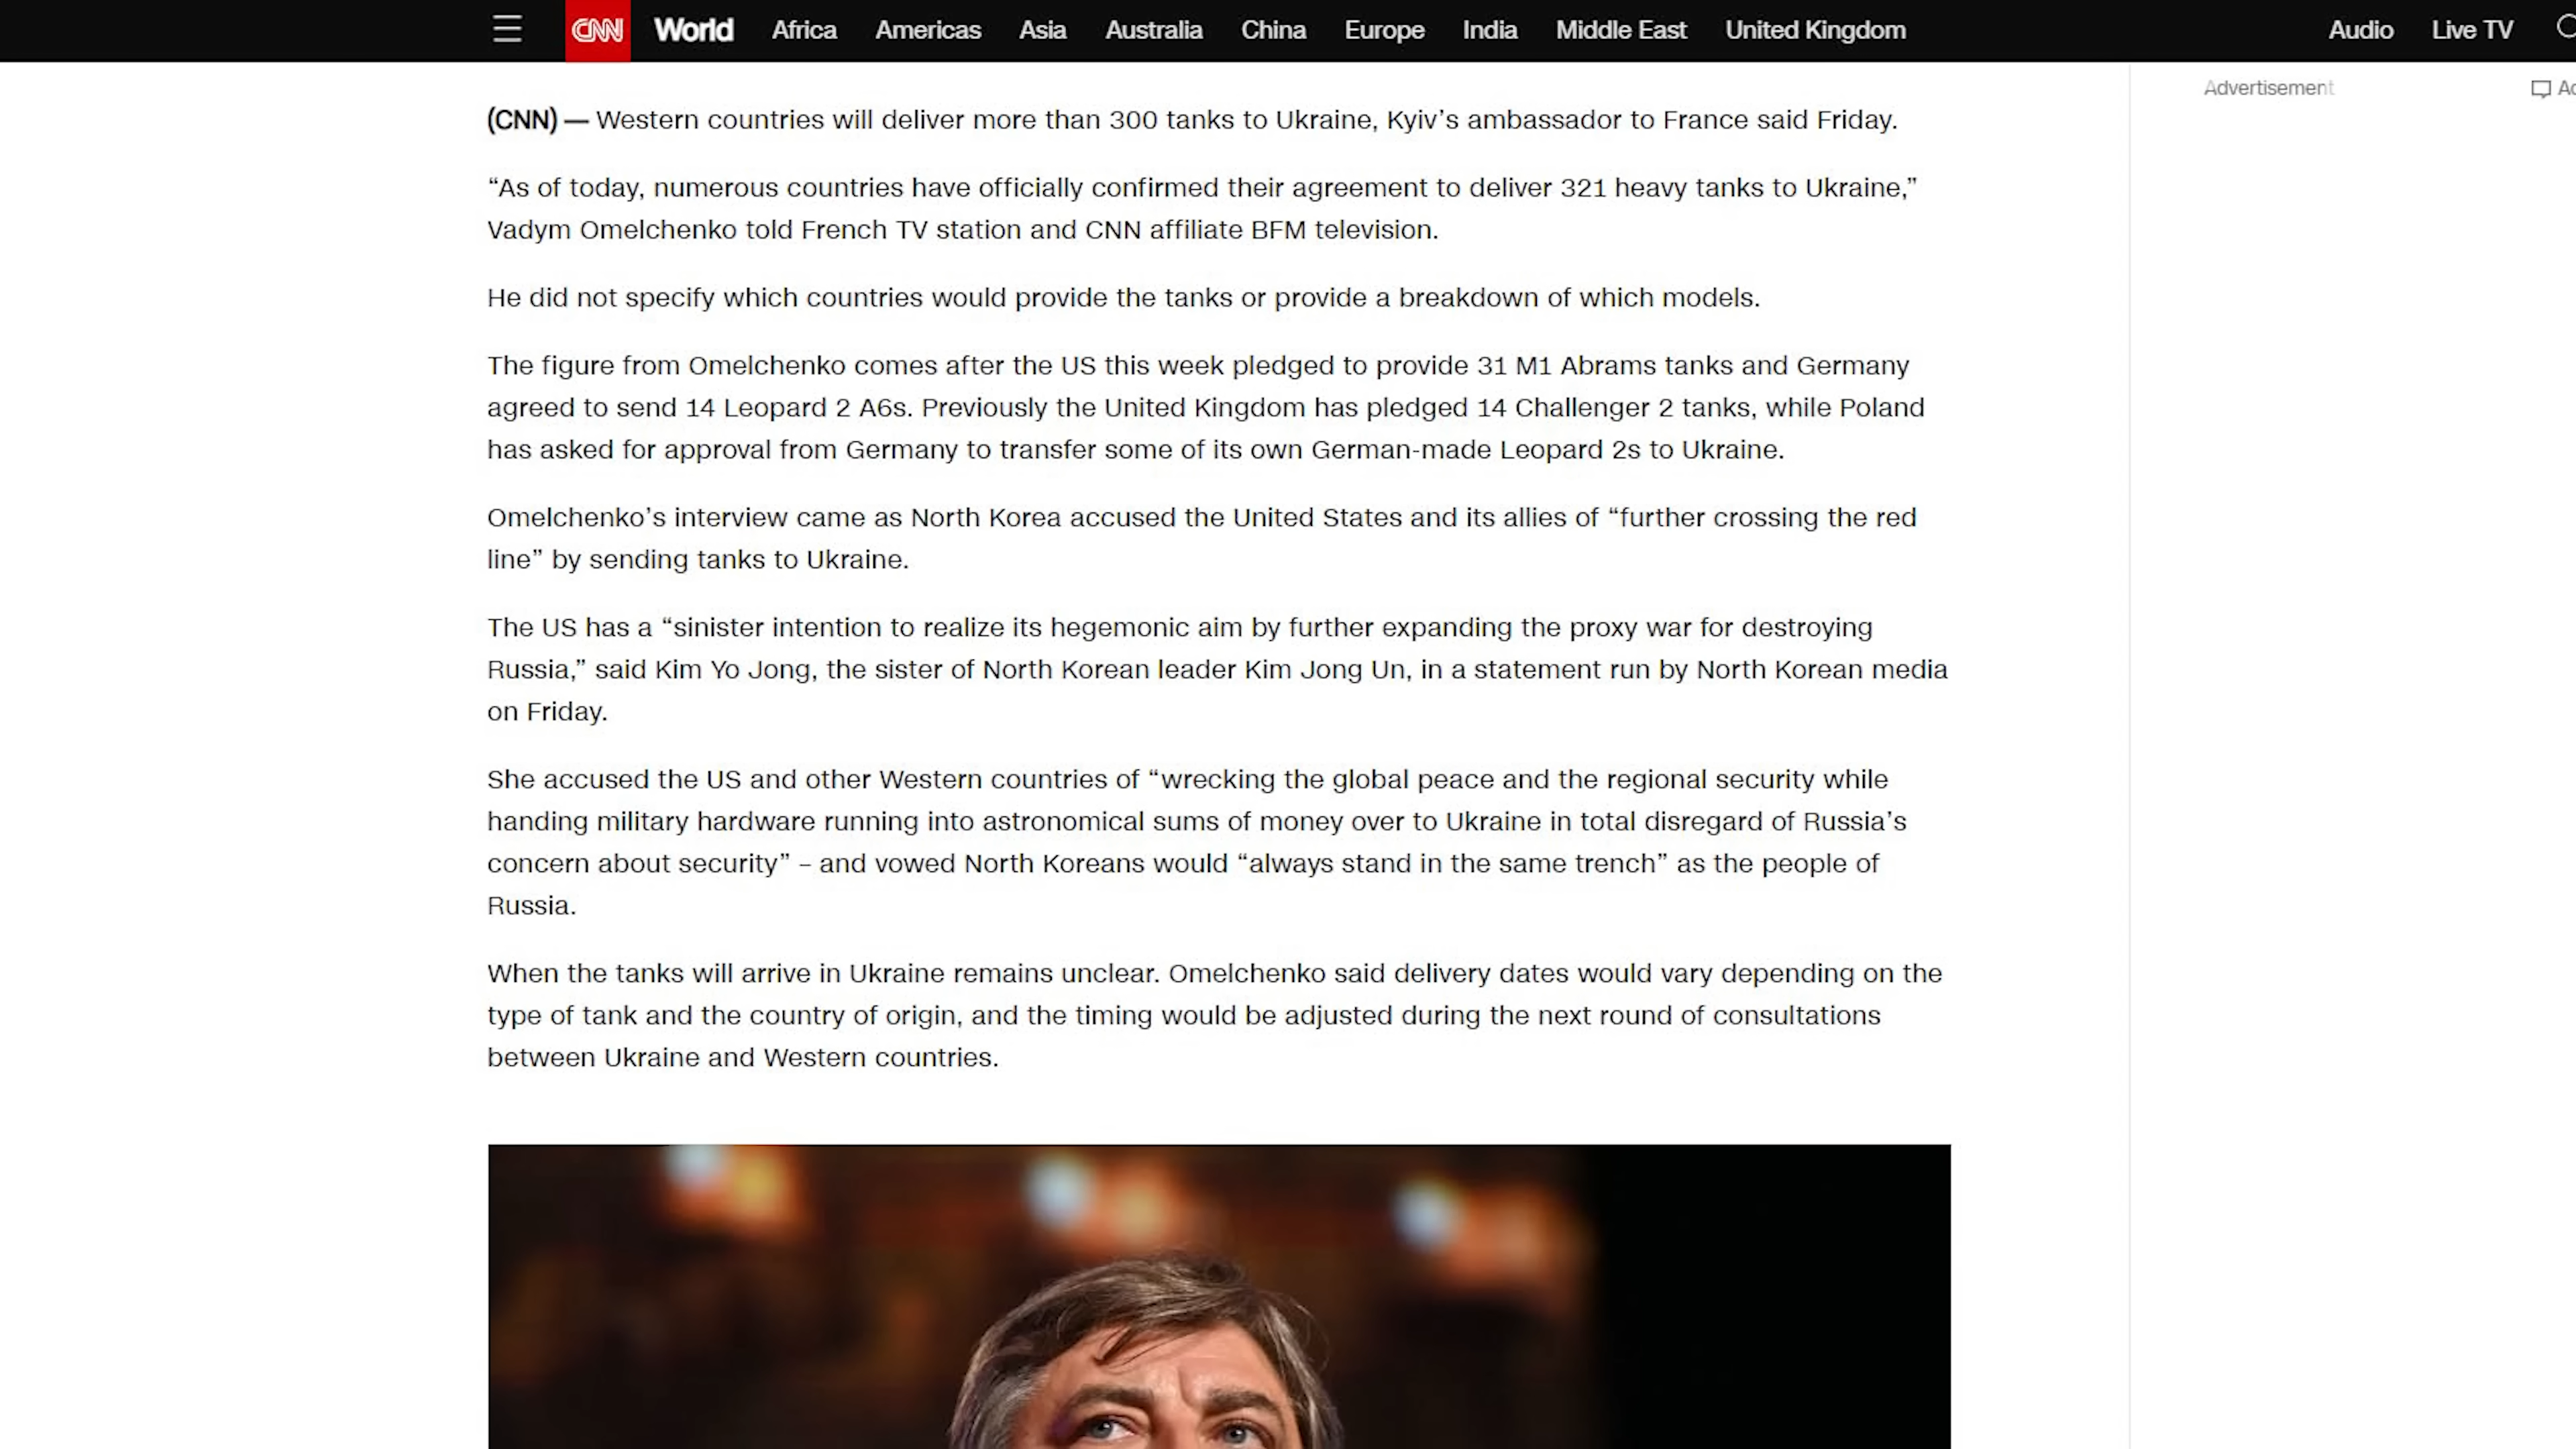 CNN World Africa Americas Asia Australia China Europe India Middle East United Kingdom Audio Live TV
Advertisement
(CNN) — Western countries will deliver more than 300 tanks to Ukraine, Kyiv’s ambassador to France said Friday.
“As of today, numerous countries have officially confirmed their agreement to deliver 321 heavy tanks to Ukraine,”
Vadym Omelchenko told French TV station and CNN affiliate BFM television.
He did not specify which countries would provide the tanks or provide a breakdown of which models.
The figure from Omelchenko comes after the US this week pledged to provide 31 M1 Abrams tanks and Germany
agreed to send 14 Leopard 2 A6s. Previously the United Kingdom has pledged 14 Challenger 2 tanks, while Poland
has asked for approval from Germany to transfer some of its own German-made Leopard 2s to Ukraine.
Omelchenko’s interview came as North Korea accused the United States and its allies of “further crossing the red
line” by sending tanks to Ukraine.
The US has a “sinister intention to realize its hegemonic aim by further expanding the proxy war for destroying
Russia,” said Kim Yo Jong, the sister of North Korean leader Kim Jong Un, in a statement run by North Korean media
on Friday.
She accused the US and other Western countries of “wrecking the global peace and the regional security while
handing military hardware running into astronomical sums of money over to Ukraine in total disregard of Russia’s
concern about security” – and vowed North Koreans would “always stand in the same trench” as the people of
Russia.
When the tanks will arrive in Ukraine remains unclear. Omelchenko said delivery dates would vary depending on the
type of tank and the country of origin, and the timing would be adjusted during the next round of consultations
between Ukraine and Western countries.